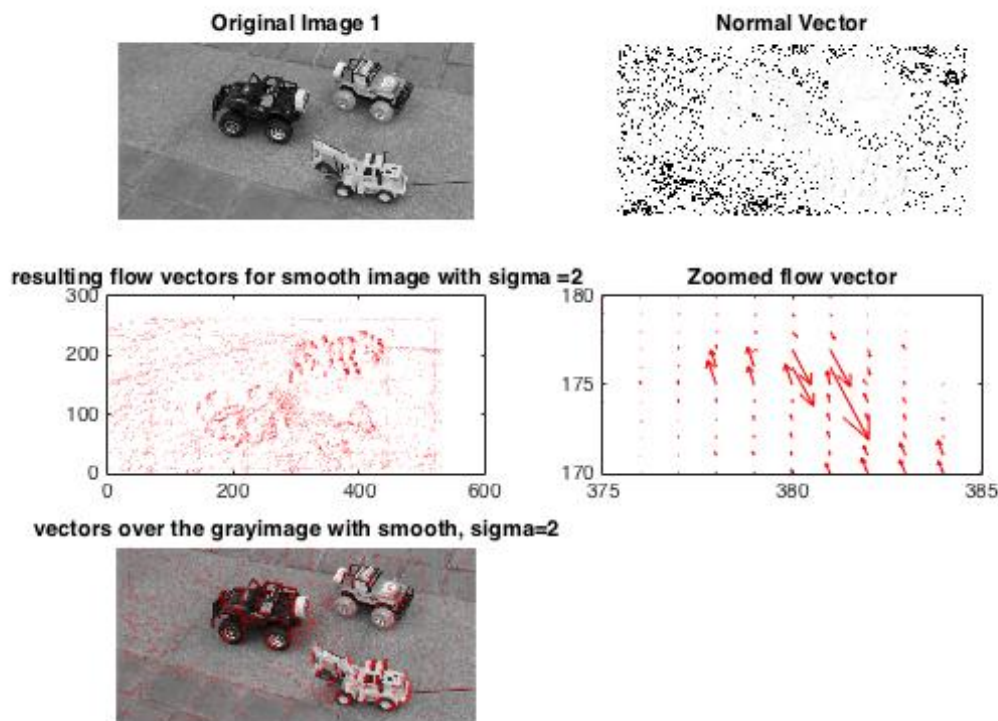 Original Image 1
Normal Vector
resulting flow vectors for smooth image with sigma =2
300
200
100
0
0
200
400
600
Zoomed flow vector
180
175
170
375
380
385
vectors over the grayimage with smooth, sigma=2